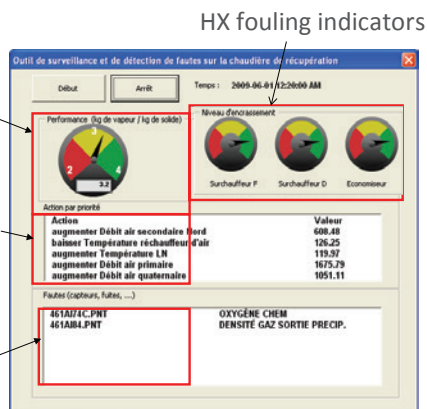 HX fouling indicators
Outil de surveillance et de détection de fautes sur la chaudière de récupération
Début Arrêt Temps : 2009-06-01 12:20:00 AM
Performance (kg de vapeur / kg de solide) Niveau d'encrassement
3
2 4
3.2
Surchauffeur F Surchauffeur D Economiseur
Action par priorité
Action Valeur
augmenter Débit air secondaire Nord 608.48
baisser Température réchauffeur d'air 126.25
augmenter Température LN 119.97
augmenter Débit air primaire 1675.79
augmenter Débit air quaternaire 1051.11
Fautes (capteurs, fuites, ....)
461AI74C.PNT OXYGÈNE CHEM
461AI84.PNT DENSITÉ GAZ SORTIE PRECIP.